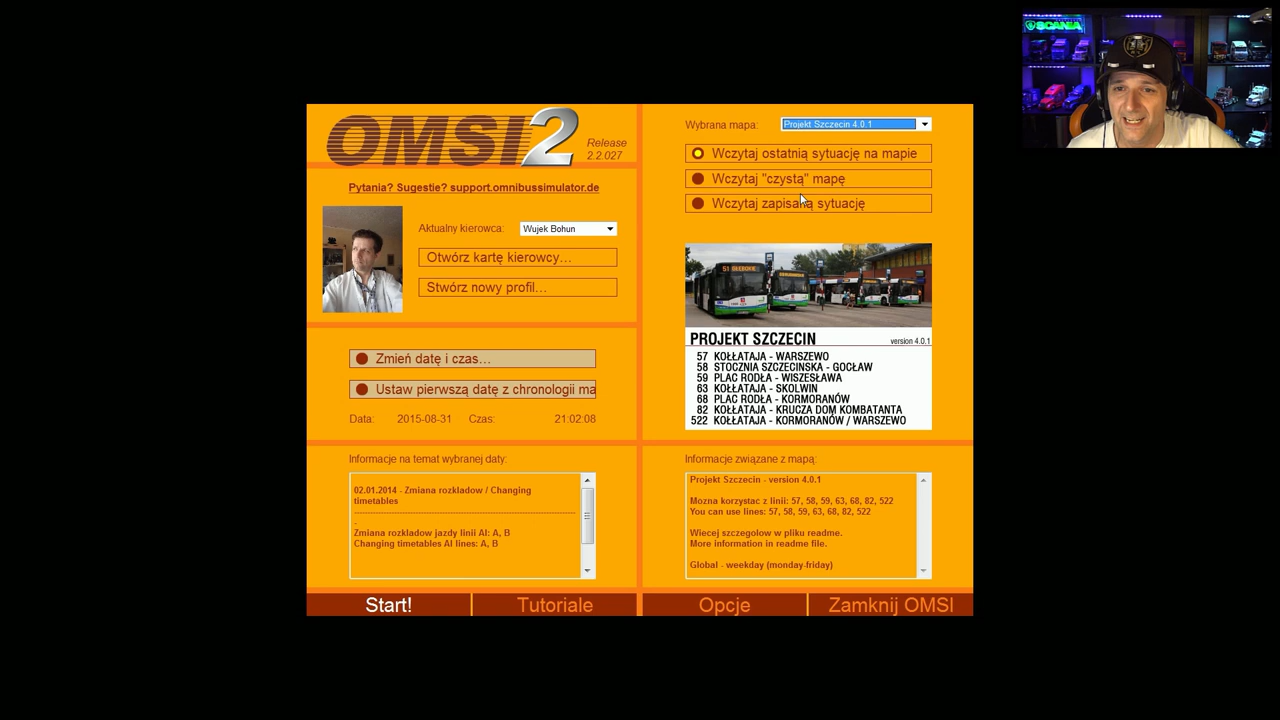 OMSI 2
Release
2.2.027
Pytania? Sugestie? support.omnibussimulator.de
Aktualny kierowca:
Wujek Bohun
Otwórz kartę kierowcy...
Stwórz nowy profil...
Zmień datę i czas...
Ustaw pierwszą datę z chronologii ma
Data:
2015-08-31
Czas:
21:02:08
Informacje na temat wybranej daty:
02.01.2014 - Zmiana rozkladow / Changing
timetables
Zmiana rozkladow jazdy linii AI: A, B
Changing timetables AI lines: A, B
Wybrana mapa:
Projekt Szczecin 4.0.1
Wczytaj ostatnią sytuację na mapie
Wczytaj "czystą" mapę
Wczytaj zapisaną sytuację
51 GŁĘBOKIE
PROJEKT SZCZECIN
version 4.0.1
57 KOŁŁATAJA - WARSZEWO
58 STOCZNIA SZCZECIŃSKA - GOCŁAW
59 PLAC RODŁA - WISZESŁAWA
63 KOŁŁATAJA - SKOLWIN
68 PLAC RODŁA - KORMORANÓW
82 KOŁŁATAJA - KRUCZA DOM KOMBATANTA
522 KOŁŁATAJA - KORMORANÓW / WARSZEWO
Informacje związane z mapą:
Projekt Szczecin - version 4.0.1
Mozna korzystac z linii: 57, 58, 59, 63, 68, 82, 522
You can use lines: 57, 58, 59, 63, 68, 82, 522
Wiecej szczegolow w pliku readme.
More information in readme file.
Global - weekday (monday-friday)
Start!
Tutoriale
Opcje
Zamknij OMSI
SCANIA